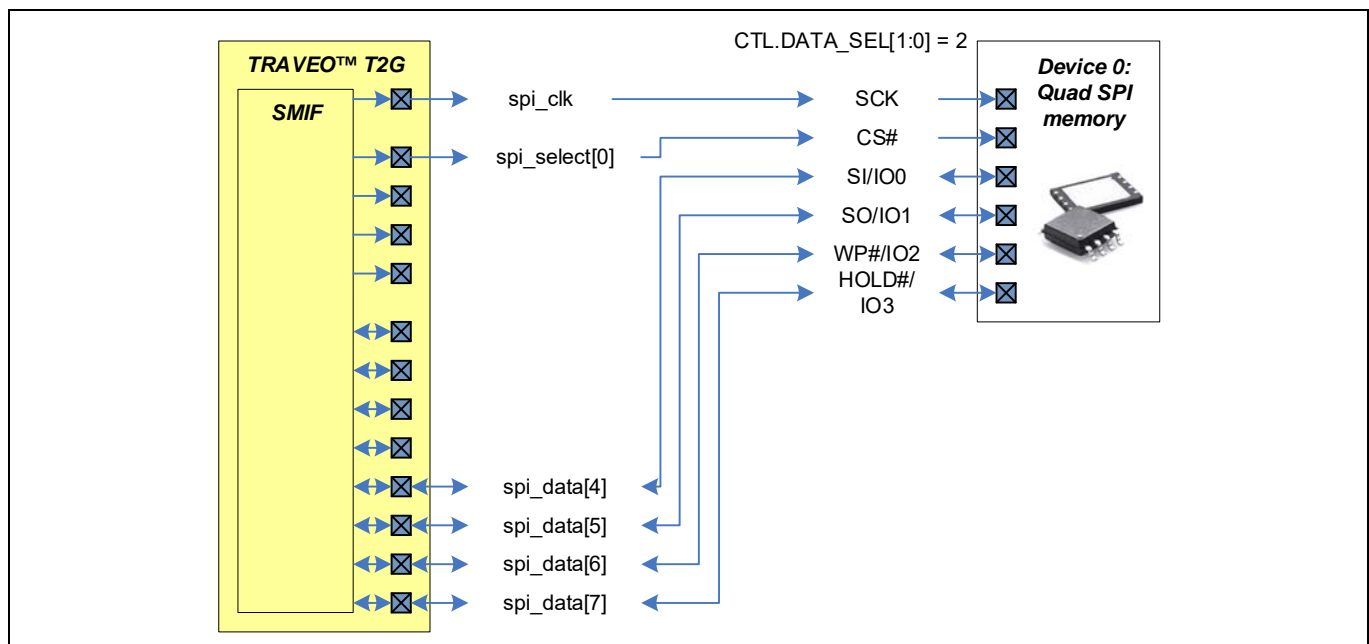 CTL.DATA_SEL[1:0] = 2
TRAVEO™ T2G
SMIF
spi_clk
spi_select[0]
spi_data[4]
spi_data[5]
spi_data[6]
spi_data[7]
SCK
CS#
SI/IO0
SO/IO1
WP#/IO2
HOLD#/
IO3
Device 0:
Quad SPI
memory